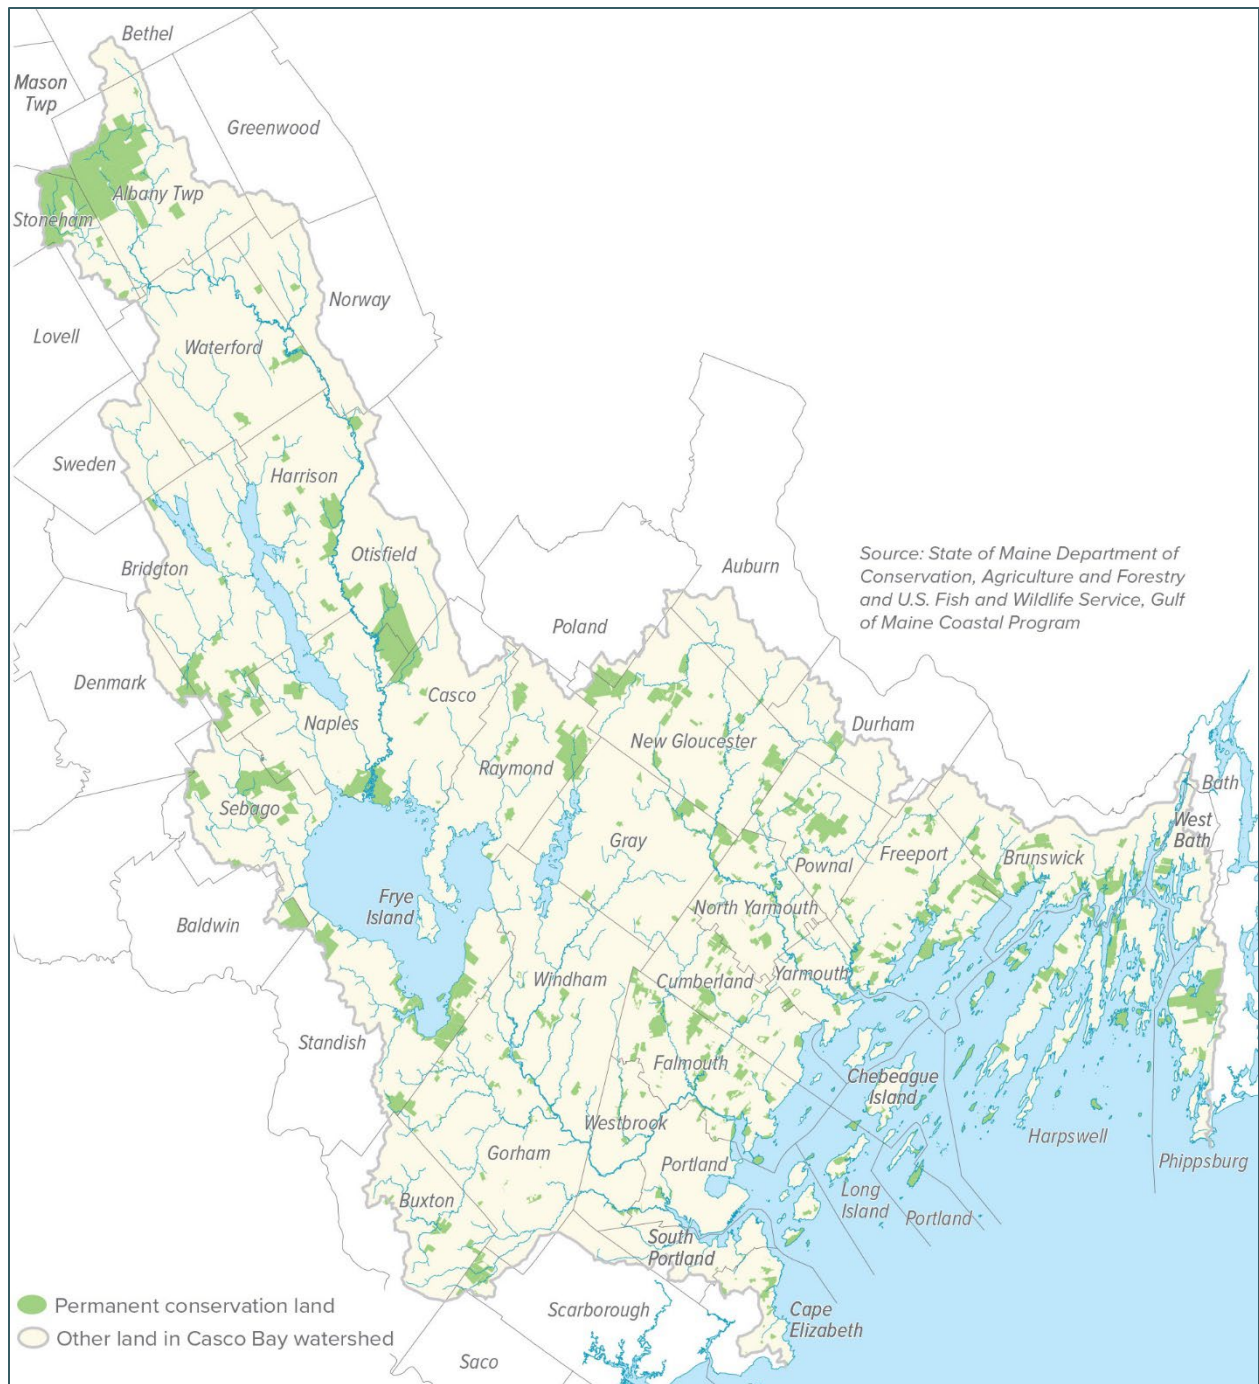 Bethel
Mason
Twp
Greenwood
Albany Twp
Stoneham
Norway
Lovell
Waterford
Sweden
Harrison
Otisfield
Bridgton
Auburn
Source: State of Maine Department of
Conservation, Agriculture and Forestry
and U.S. Fish and Wildlife Service, Gulf
of Maine Coastal Program
Poland
Denmark
Casco
Naples
Durham
New Gloucester
Raymond
Bath
Sebago
West
Bath
Gray
Pownal
Freeport
Brunswick
Frye
Island
North Yarmouth
Baldwin
Windham
Cumberland
Yarmouth
Standish
Falmouth
Chebeague
Island
Westbrook
Harpswell
Gorham
Portland
Phippsburg
Buxton
Long
Island
Portland
South
Portland
Permanent conservation land
Scarborough
Cape
Elizabeth
Other land in Casco Bay watershed
Saco